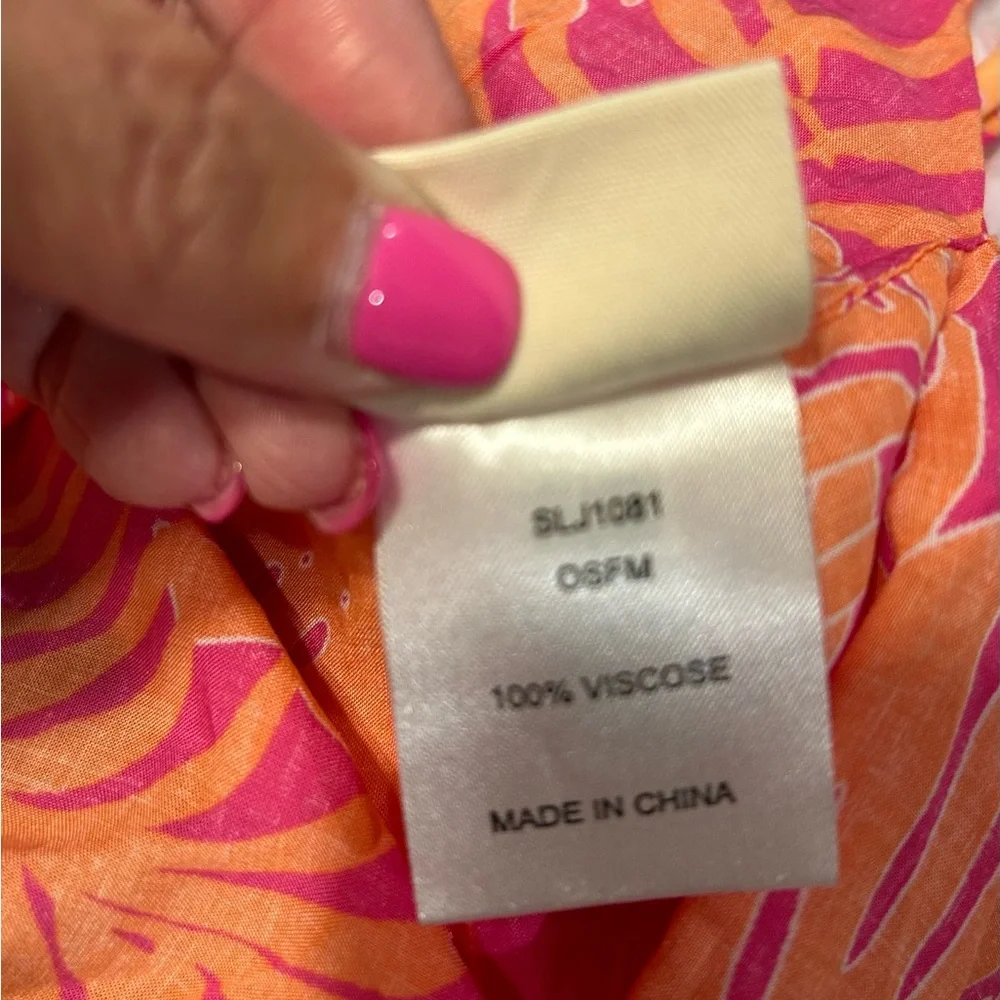 SLJ1081
OSFM
100% VISCOSE
MADE IN CHINA